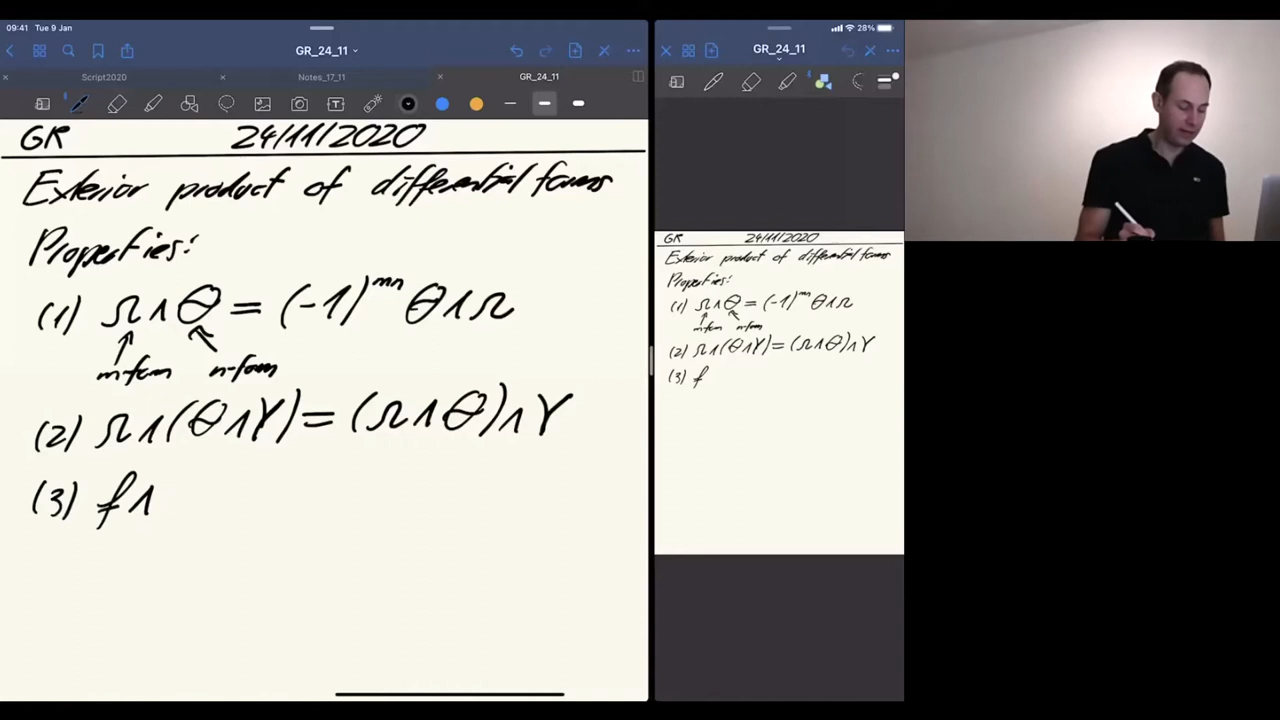 09:41 Tue 9 Jan
28%
GR_24_11
GR_24_11
Script2020
Notes_17_11
GR_24_11
GR 24/11/2020
Exterior product of differential forms
Properties:
(1) Ω∧Θ = (-1)^mn Θ∧Ω
m-form n-form
(2) Ω∧(Θ∧Υ) = (Ω∧Θ)∧Υ
(3) f∧
GR 24/11/2020
Exterior product of differential forms
Properties:
(1) Ω∧Θ = (-1)^mn Θ∧Ω
m-form n-form
(2) Ω∧(Θ∧Υ) = (Ω∧Θ)∧Υ
(3) f